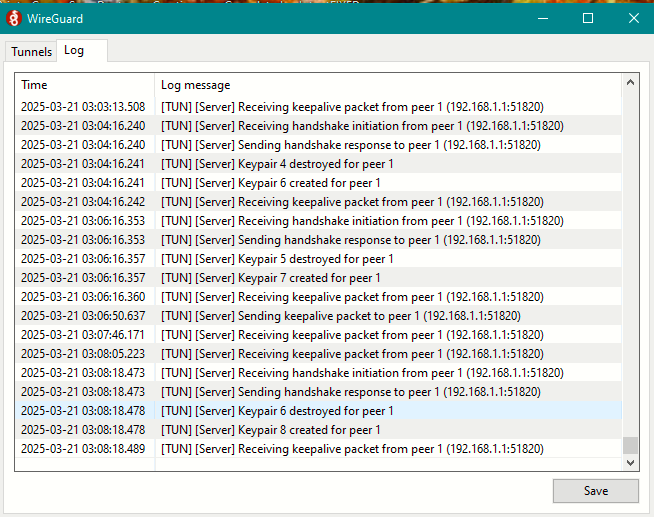 WireGuard
Tunnels Log
Time Log message
2025-03-21 03:03:13.508 [TUN] [Server] Receiving keepalive packet from peer 1 (192.168.1.1:51820)
2025-03-21 03:04:16.240 [TUN] [Server] Receiving handshake initiation from peer 1 (192.168.1.1:51820)
2025-03-21 03:04:16.240 [TUN] [Server] Sending handshake response to peer 1 (192.168.1.1:51820)
2025-03-21 03:04:16.241 [TUN] [Server] Keypair 4 destroyed for peer 1
2025-03-21 03:04:16.241 [TUN] [Server] Keypair 6 created for peer 1
2025-03-21 03:04:16.242 [TUN] [Server] Receiving keepalive packet from peer 1 (192.168.1.1:51820)
2025-03-21 03:06:16.353 [TUN] [Server] Receiving handshake initiation from peer 1 (192.168.1.1:51820)
2025-03-21 03:06:16.353 [TUN] [Server] Sending handshake response to peer 1 (192.168.1.1:51820)
2025-03-21 03:06:16.357 [TUN] [Server] Keypair 5 destroyed for peer 1
2025-03-21 03:06:16.357 [TUN] [Server] Keypair 7 created for peer 1
2025-03-21 03:06:16.360 [TUN] [Server] Receiving keepalive packet from peer 1 (192.168.1.1:51820)
2025-03-21 03:06:50.637 [TUN] [Server] Sending keepalive packet to peer 1 (192.168.1.1:51820)
2025-03-21 03:07:46.171 [TUN] [Server] Receiving keepalive packet from peer 1 (192.168.1.1:51820)
2025-03-21 03:08:05.223 [TUN] [Server] Receiving keepalive packet from peer 1 (192.168.1.1:51820)
2025-03-21 03:08:18.473 [TUN] [Server] Receiving handshake initiation from peer 1 (192.168.1.1:51820)
2025-03-21 03:08:18.473 [TUN] [Server] Sending handshake response to peer 1 (192.168.1.1:51820)
2025-03-21 03:08:18.478 [TUN] [Server] Keypair 6 destroyed for peer 1
2025-03-21 03:08:18.478 [TUN] [Server] Keypair 8 created for peer 1
2025-03-21 03:08:18.489 [TUN] [Server] Receiving keepalive packet from peer 1 (192.168.1.1:51820)
Save